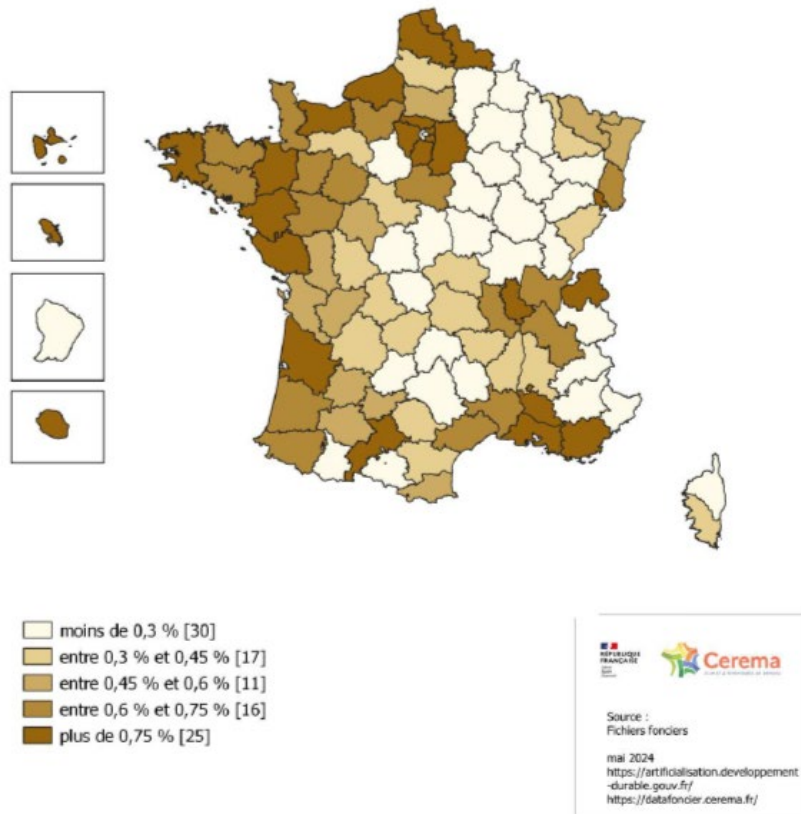 moins de 0,3 % [30]
entre 0,3 % et 0,45 % [17]
entre 0,45 % et 0,6 % [11]
entre 0,6 % et 0,75 % [16]
plus de 0,75 % [25]
RÉPUBLIQUE
FRANÇAISE
Cerema
Source :
Fichiers fonciers
mai 2024
https://artificialisation.developpement
-durable.gouv.fr/
https://datafoncier.cerema.fr/